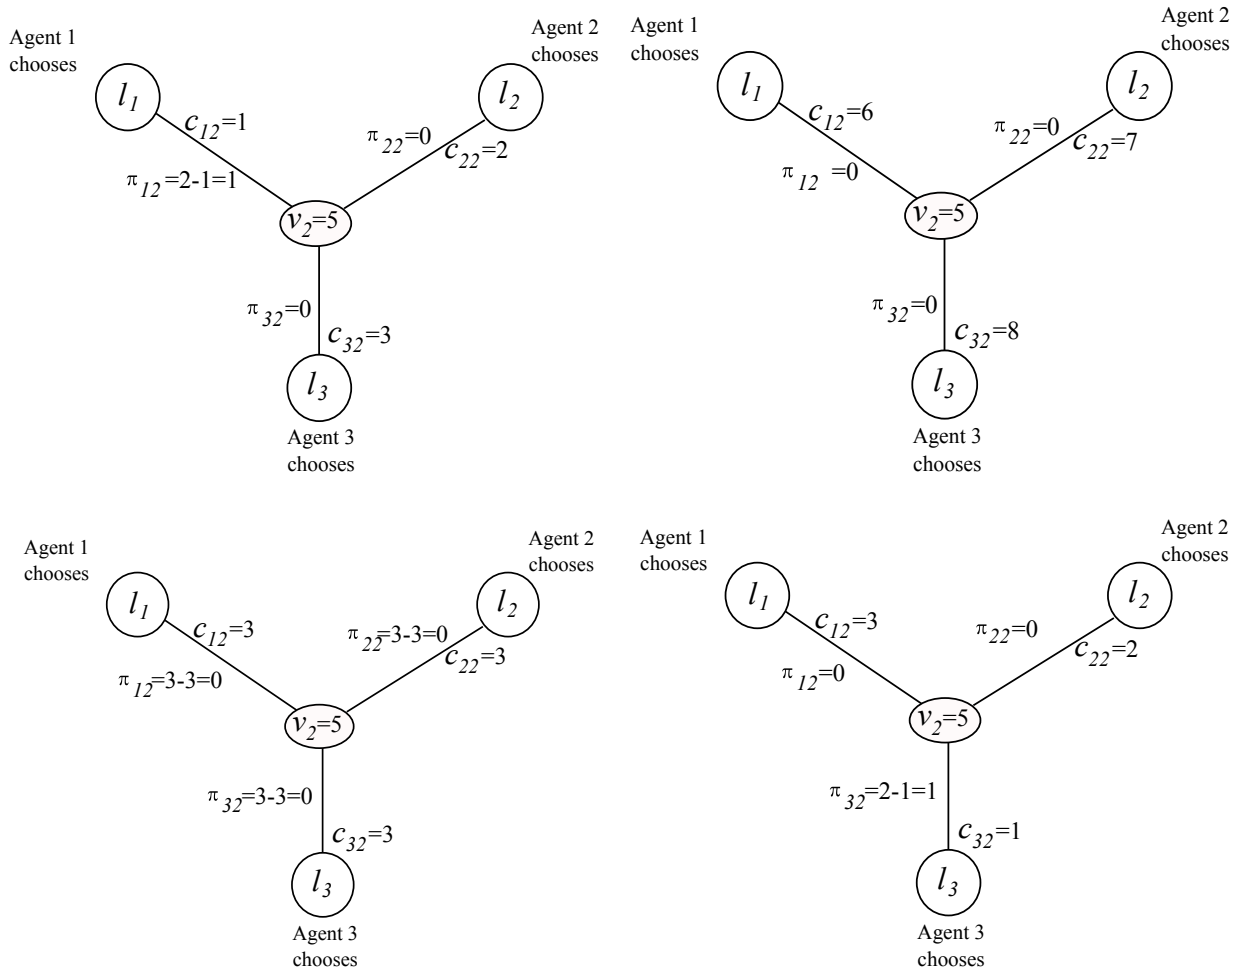 Agent 1
chooses
Agent 2
chooses
l1
l2
c12=1
π22=0
c22=2
π12=2-1=1
v2=5
π32=0
c32=3
l3
Agent 3
chooses
Agent 1
chooses
Agent 2
chooses
l1
l2
c12=6
π22=0
c22=7
π12 =0
v2=5
π32=0
c32=8
l3
Agent 3
chooses
Agent 1
chooses
Agent 2
chooses
l1
l2
c12=3
π22=3-3=0
c22=3
π12=3-3=0
v2=5
π32=3-3=0
c32=3
l3
Agent 3
chooses
Agent 1
chooses
Agent 2
chooses
l1
l2
c12=3
π22=0
c22=2
π12=0
v2=5
π32=2-1=1
c32=1
l3
Agent 3
chooses